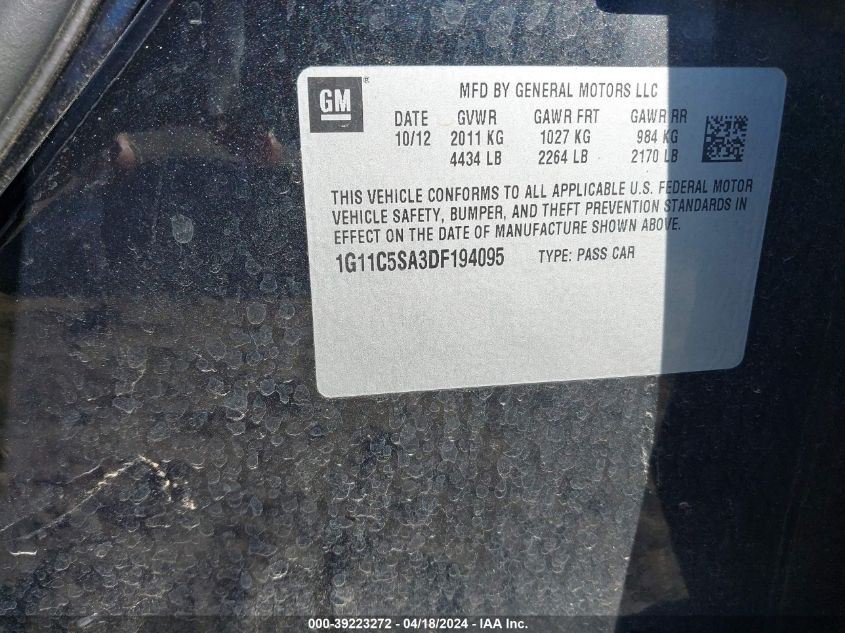 GM ®
MFD BY GENERAL MOTORS LLC
DATE GVWR GAWR FRT GAWR RR
10/12 2011 KG 1027 KG 984 KG
4434 LB 2264 LB 2170 LB
THIS VEHICLE CONFORMS TO ALL APPLICABLE U.S. FEDERAL MOTOR
VEHICLE SAFETY, BUMPER, AND THEFT PREVENTION STANDARDS IN
EFFECT ON THE DATE OF MANUFACTURE SHOWN ABOVE.
1G11C5SA3DF194095 TYPE: PASS CAR
000-39223272 - 04/18/2024 - IAA Inc.